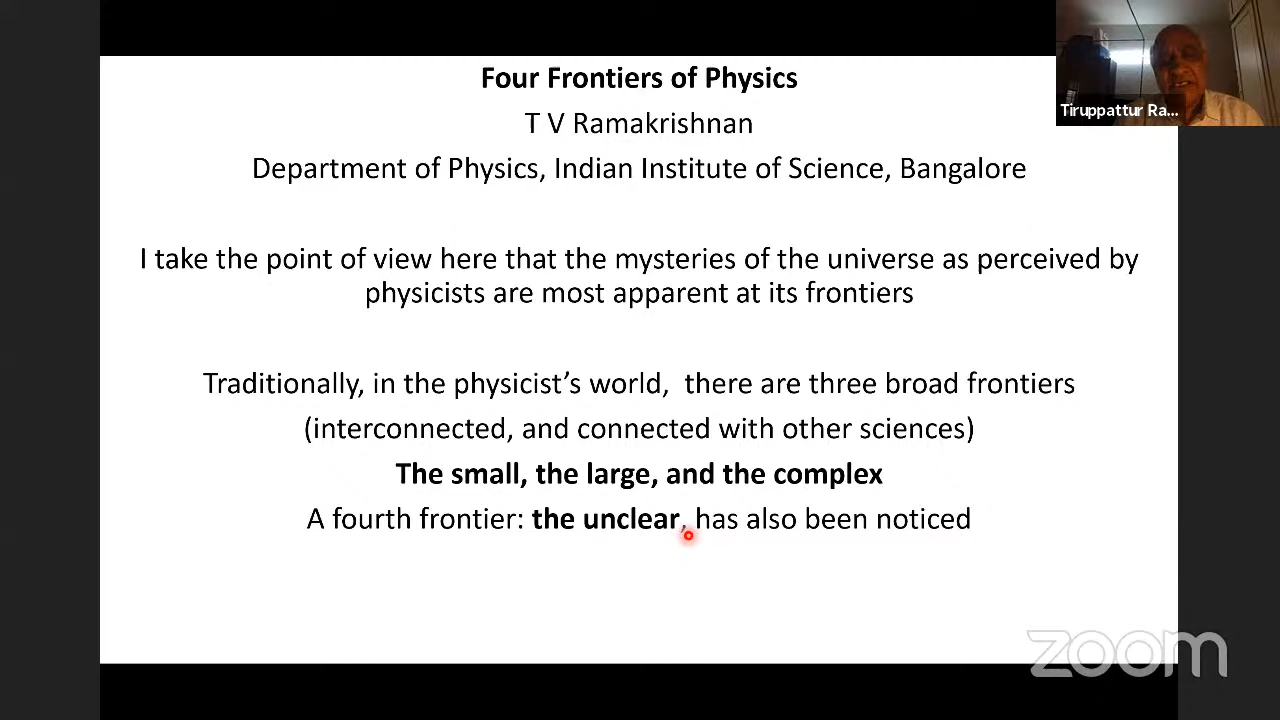 Four Frontiers of Physics
T V Ramakrishnan
Department of Physics, Indian Institute of Science, Bangalore
I take the point of view here that the mysteries of the universe as perceived by
physicists are most apparent at its frontiers
Traditionally, in the physicist's world, there are three broad frontiers
(interconnected, and connected with other sciences)
The small, the large, and the complex
A fourth frontier: the unclear, has also been noticed
Tiruppattur Ra...
zoom